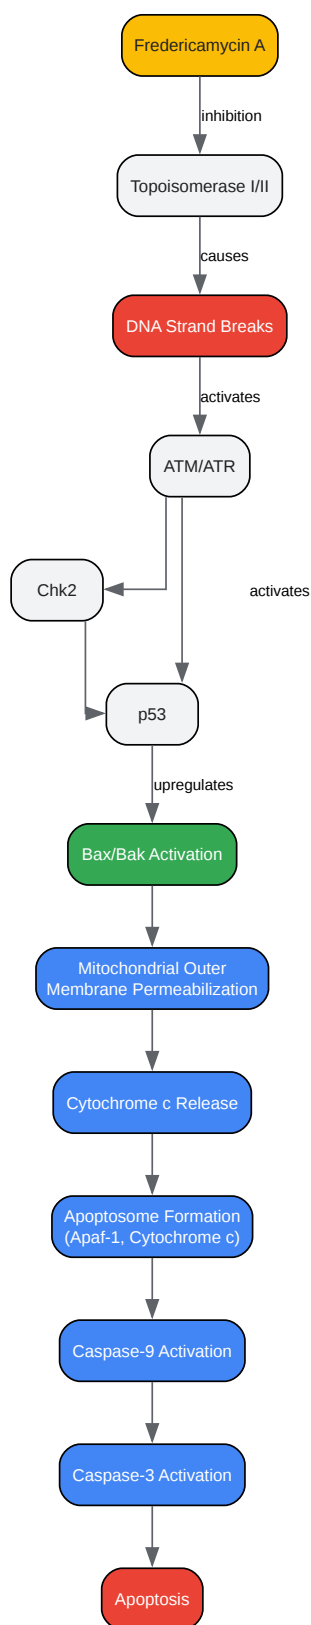 Fredericamycin A
inhibition
Topoisomerase I/II
causes
DNA Strand Breaks
activates
ATM/ATR
Chk2
activates
p53
upregulates
Bax/Bak Activation
Mitochondrial Outer
Membrane Permeabilization
Cytochrome c Release
Apoptosome Formation
(Apaf-1, Cytochrome c)
Caspase-9 Activation
Caspase-3 Activation
Apoptosis